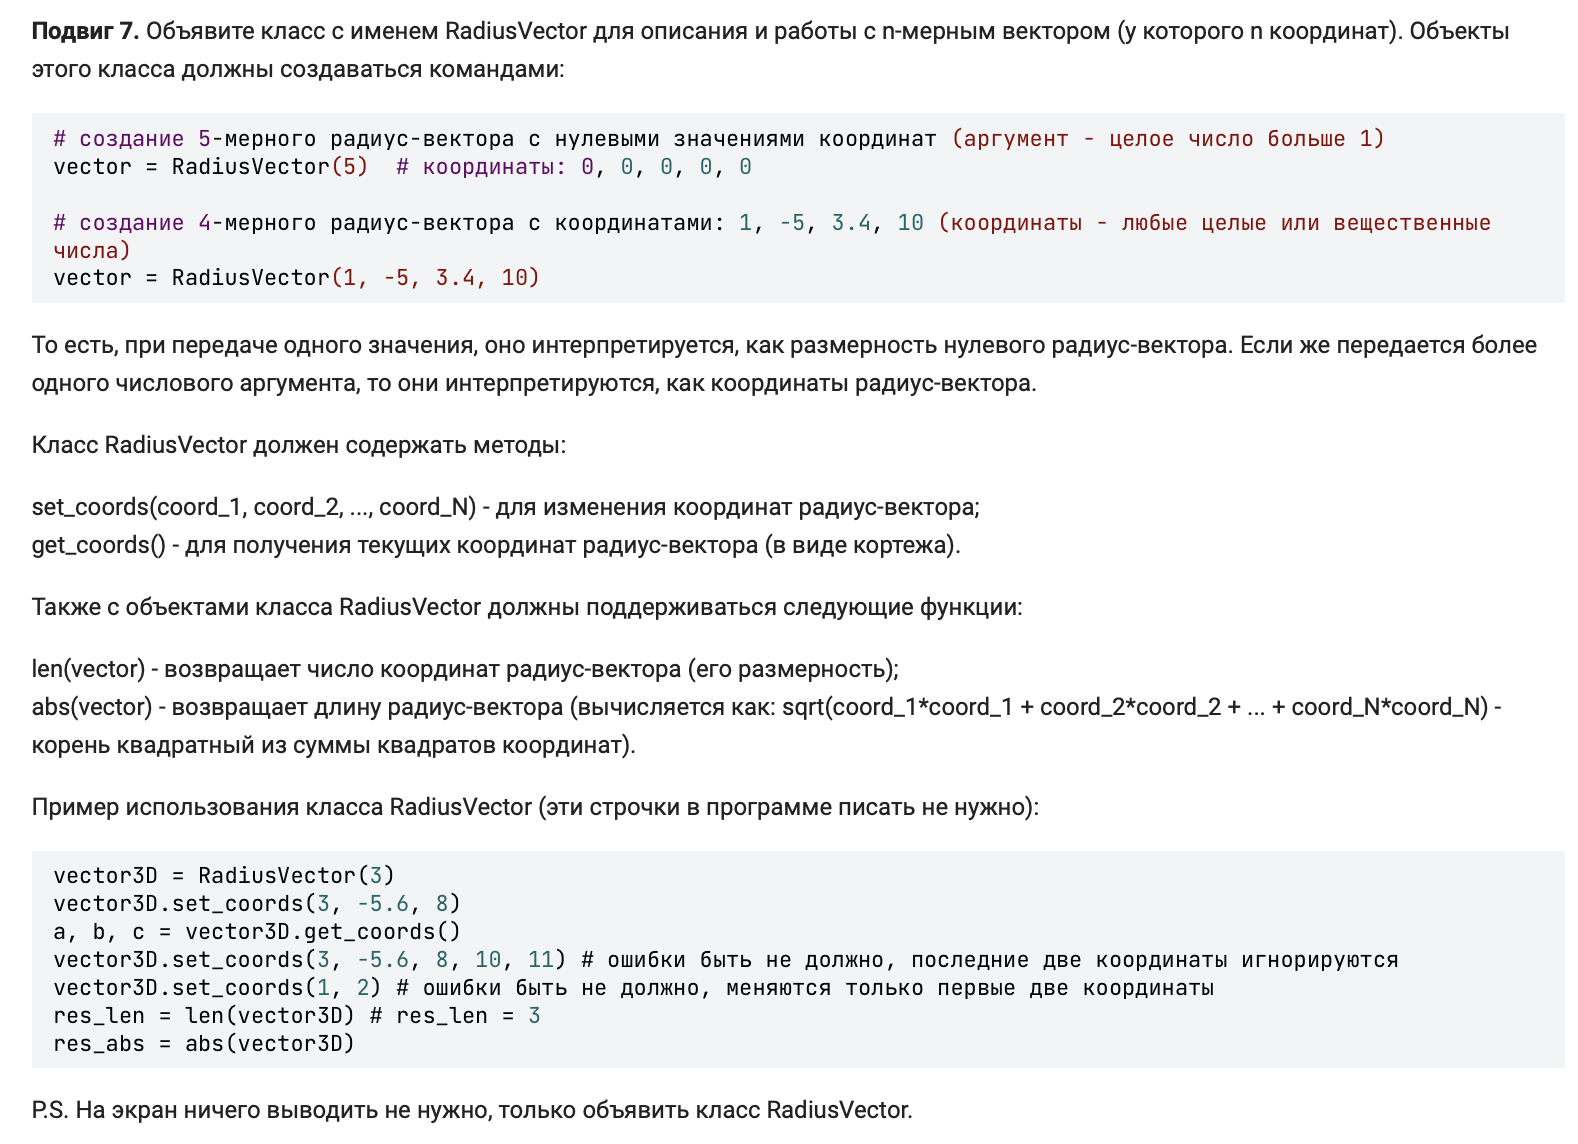 Подвиг 7. Объявите класс с именем RadiusVector для описания и работы с n-мерным вектором (у которого n координат). Объекты
этого класса должны создаваться командами:
# создание 5-мерного радиус-вектора с нулевыми значениями координат (аргумент - целое число больше 1)
vector = RadiusVector(5)  # координаты: 0, 0, 0, 0, 0
# создание 4-мерного радиус-вектора с координатами: 1, -5, 3.4, 10 (координаты - любые целые или вещественные
числа)
vector = RadiusVector(1, -5, 3.4, 10)
То есть, при передаче одного значения, оно интерпретируется, как размерность нулевого радиус-вектора. Если же передается более
одного числового аргумента, то они интерпретируются, как координаты радиус-вектора.
Класс RadiusVector должен содержать методы:
set_coords(coord_1, coord_2, ..., coord_N) - для изменения координат радиус-вектора;
get_coords() - для получения текущих координат радиус-вектора (в виде кортежа).
Также с объектами класса RadiusVector должны поддерживаться следующие функции:
len(vector) - возвращает число координат радиус-вектора (его размерность);
abs(vector) - возвращает длину радиус-вектора (вычисляется как: sqrt(coord_1*coord_1 + coord_2*coord_2 + ... + coord_N*coord_N) -
корень квадратный из суммы квадратов координат).
Пример использования класса RadiusVector (эти строчки в программе писать не нужно):
vector3D = RadiusVector(3)
vector3D.set_coords(3, -5.6, 8)
a, b, c = vector3D.get_coords()
vector3D.set_coords(3, -5.6, 8, 10, 11) # ошибки быть не должно, последние две координаты игнорируются
vector3D.set_coords(1, 2) # ошибки быть не должно, меняются только первые две координаты
res_len = len(vector3D) # res_len = 3
res_abs = abs(vector3D)
P.S. На экран ничего выводить не нужно, только объявить класс RadiusVector.